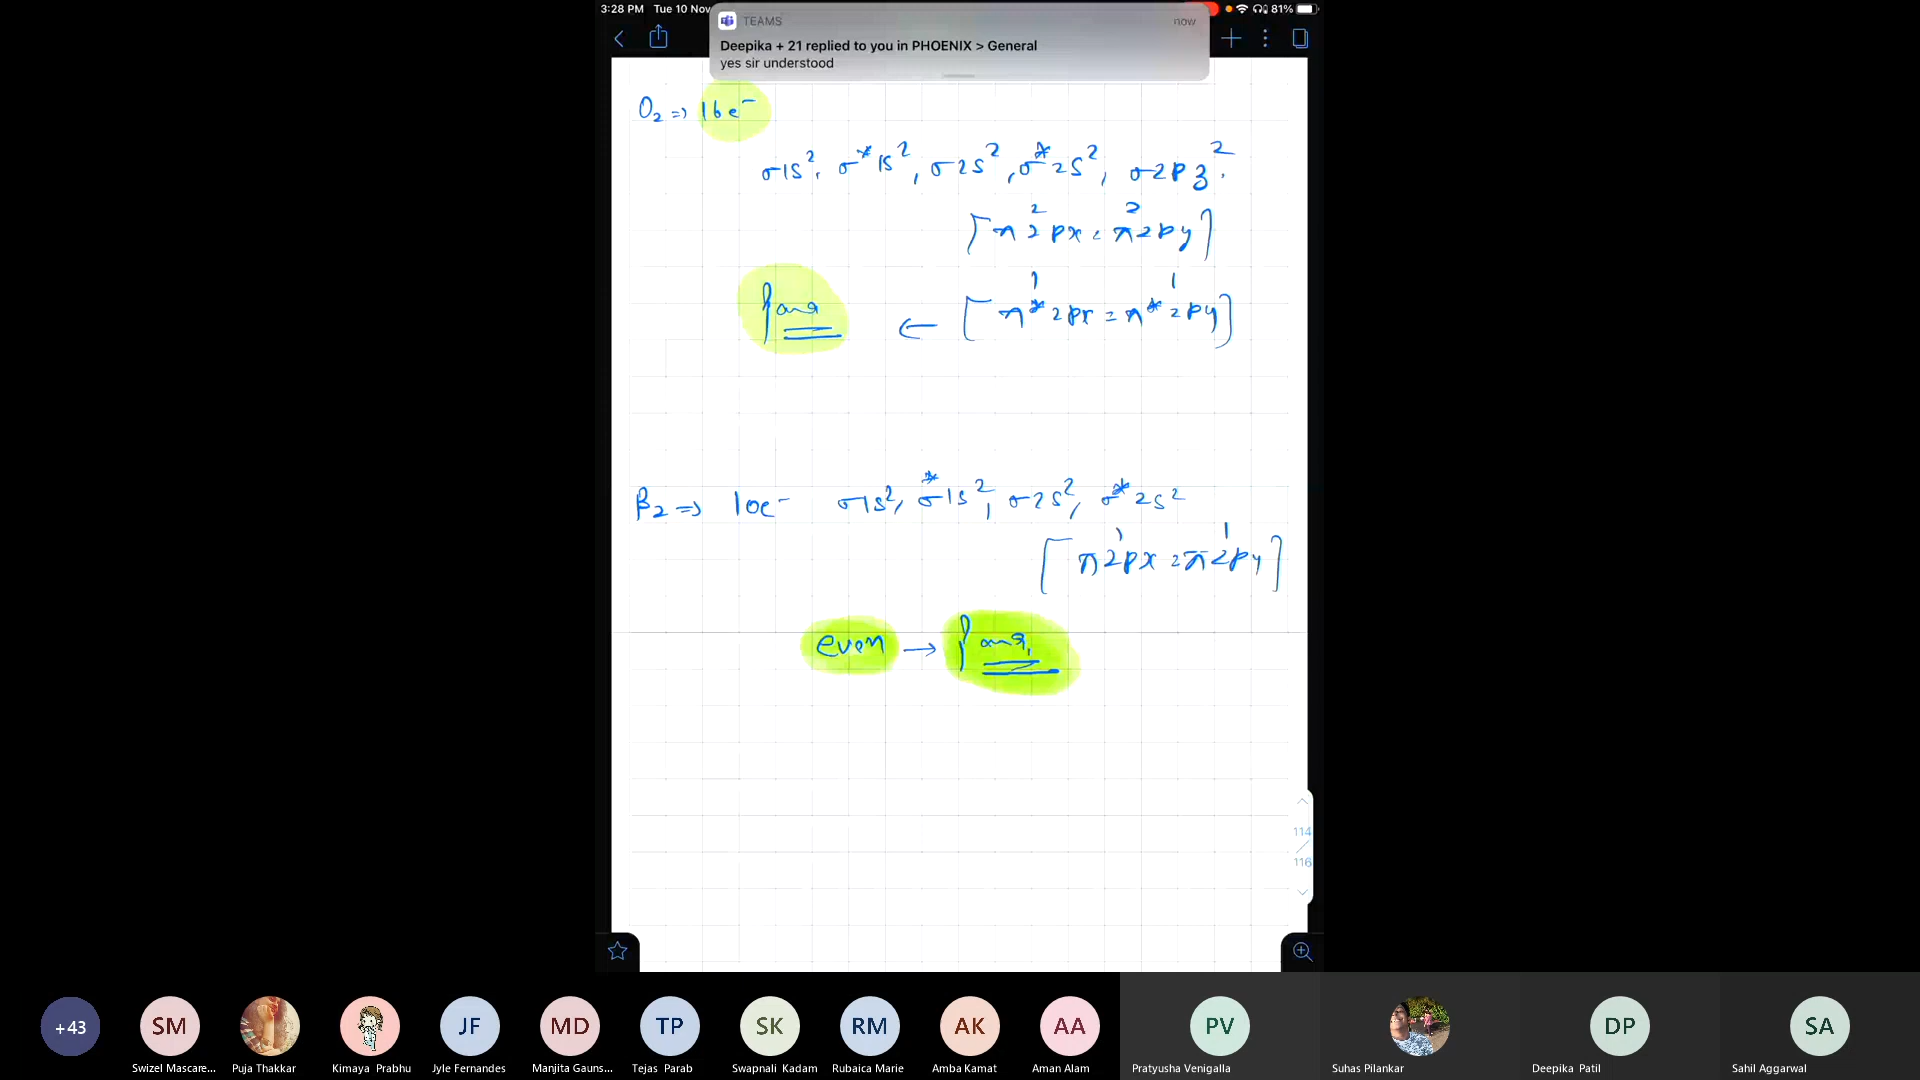 3:28 PM Tue 10 Nov
81%
TEAMS
now
Deepika + 21 replied to you in PHOENIX > General
yes sir understood
O₂ ⇒ 16e⁻
σ1s², σ*1s², σ2s², σ*2s², σ2pz²,
[π2px² = π2py²]
para ← [π*2px¹ = π*2py¹]
B₂ ⇒ 10e⁻ σ1s², σ*1s², σ2s², σ*2s²
[π2px¹ = π2py¹]
even → para,
114
116
+43
SM
JF
MD
TP
SK
RM
AK
AA
PV
DP
SA
Swizel Mascare...
Puja Thakkar
Kimaya Prabhu
Jyle Fernandes
Manjita Gauns...
Tejas Parab
Swapnali Kadam
Rubaica Marie
Amba Kamat
Aman Alam
Pratyusha Venigalla
Suhas Pilankar
Deepika Patil
Sahil Aggarwal